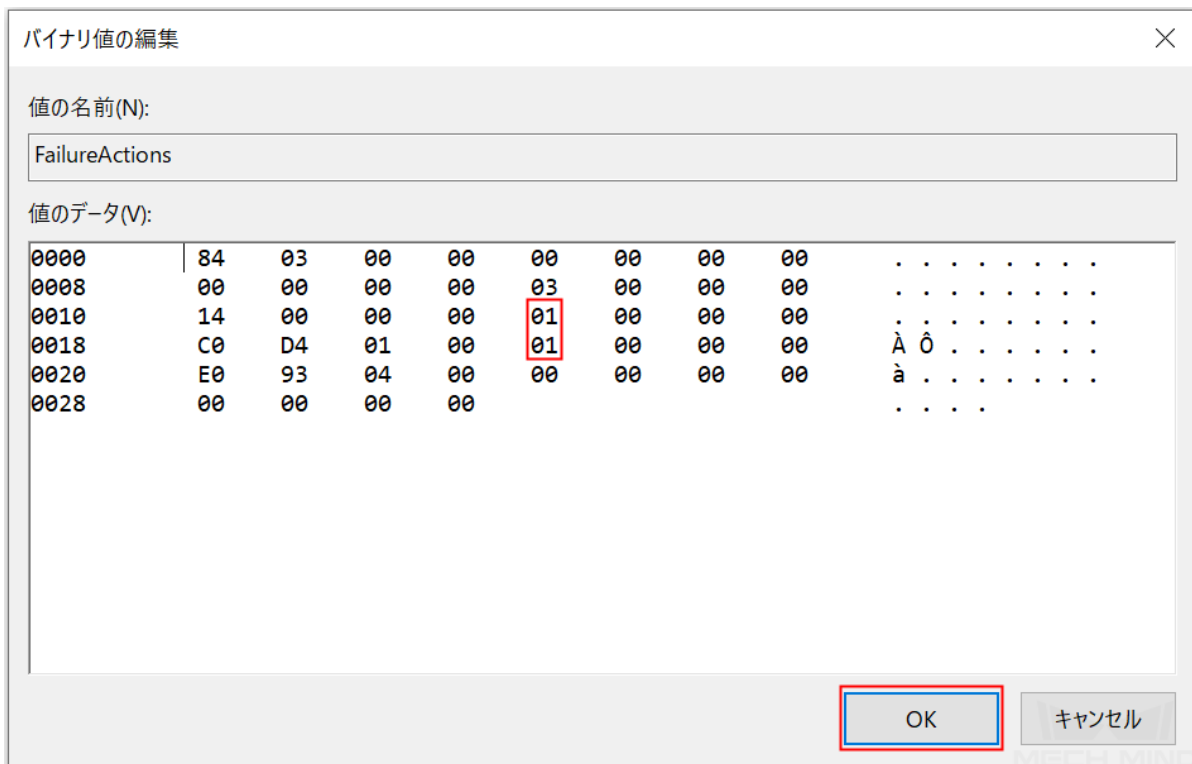 バイナリ値の編集
値の名前(N):
FailureActions
値のデータ(V):
0000 84 03 00 00 00 00 00 00 . . . . . . . .
0008 00 00 00 00 03 00 00 00 . . . . . . . .
0010 14 00 00 00 01 00 00 00 . . . . . . . .
0018 C0 D4 01 00 01 00 00 00 À Ô . . . . . .
0020 E0 93 04 00 00 00 00 00 à . . . . . . .
0028 00 00 00 00 . . . .
OK キャンセル
MECH MIND